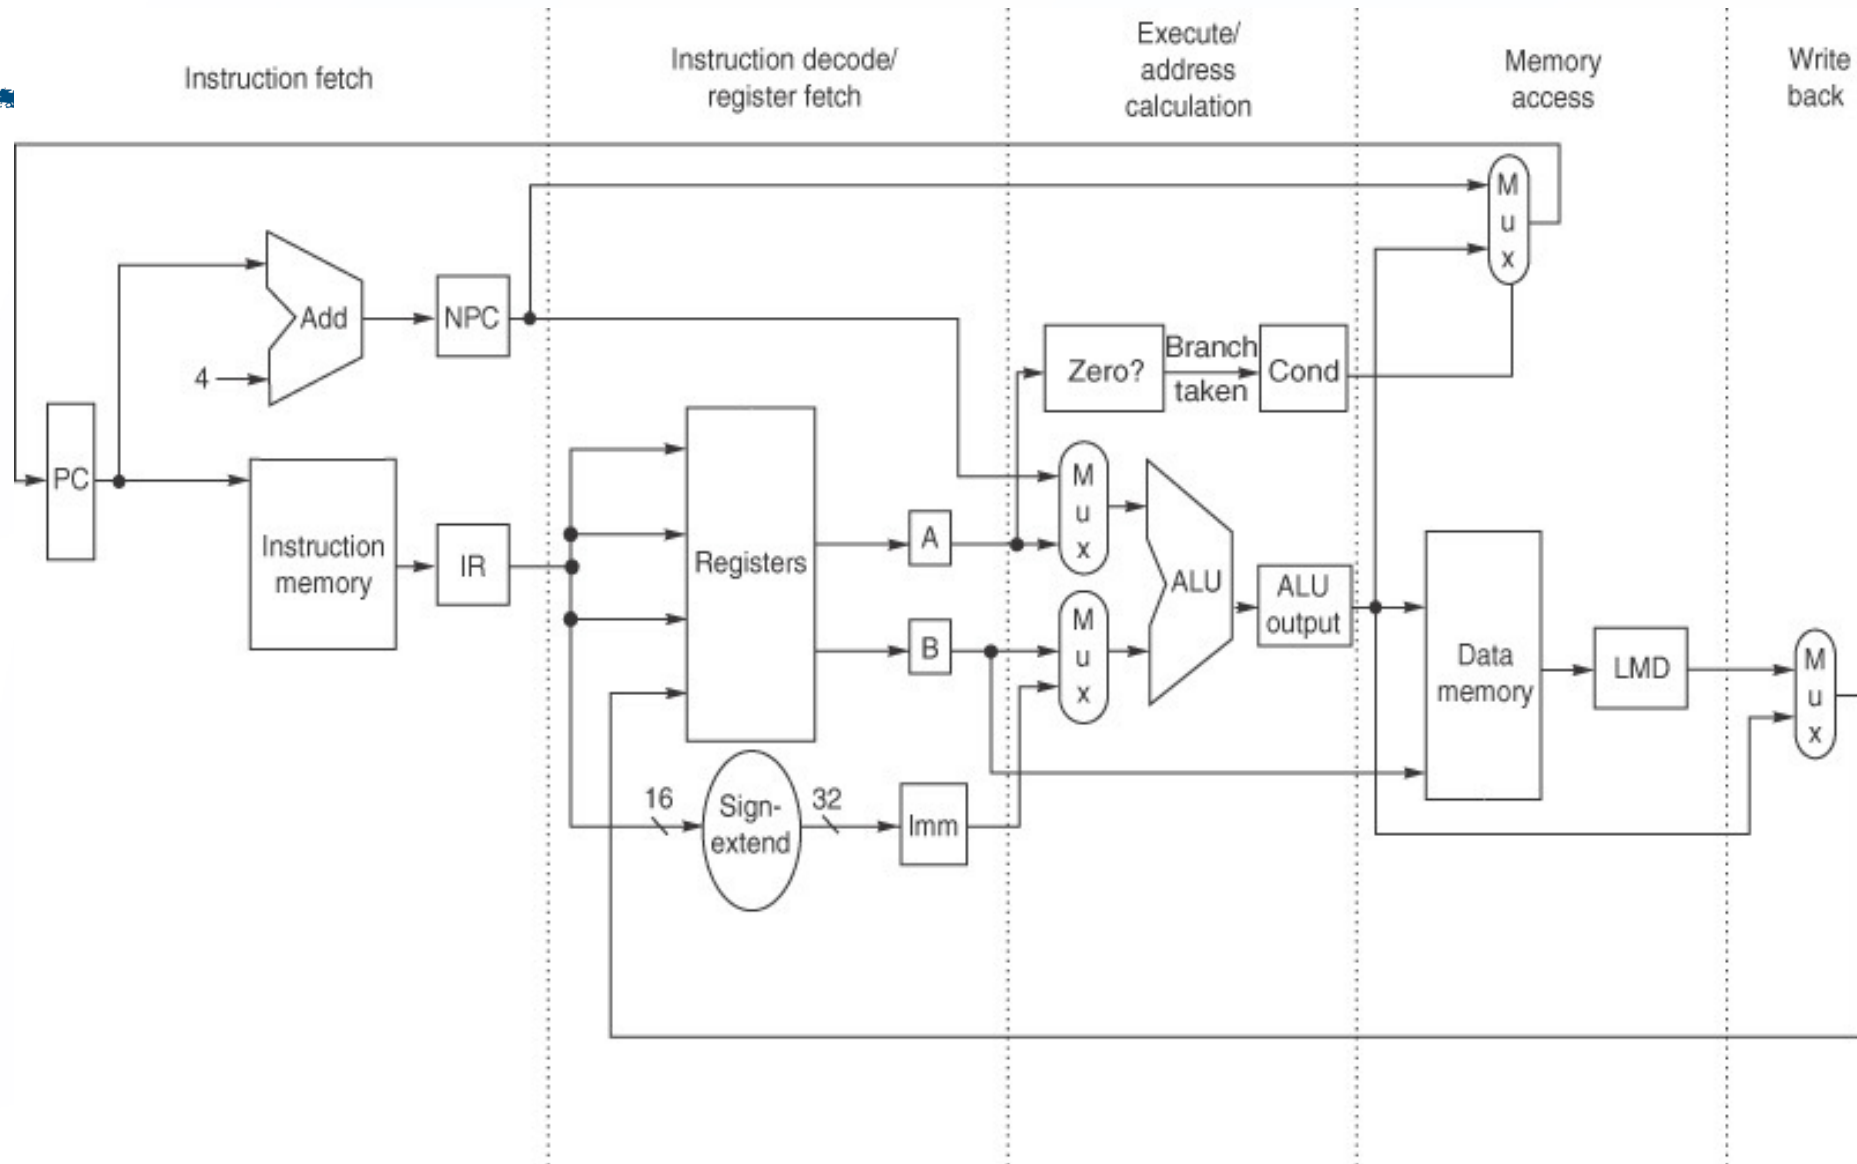 Instruction fetch
Instruction decode/
register fetch
Execute/
address
calculation
Memory
access
Write
back
M
u
x
Add
NPC
4
Zero?
Branch
taken
Cond
PC
Instruction
memory
IR
Registers
A
B
M
u
x
M
u
x
ALU
ALU
output
Data
memory
LMD
M
u
x
16
Sign-
extend
32
Imm